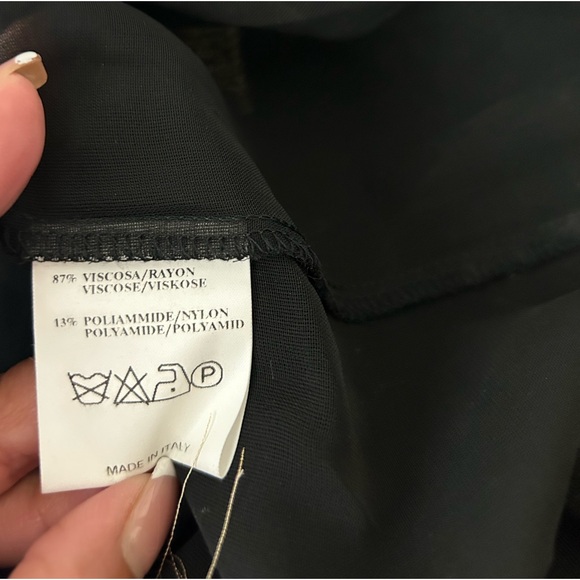 87% VISCOSA/RAYON
VISCOSE/VISKOSE
13% POLIAMMIDE/NYLON
POLYAMIDE/POLYAMID
P
MADE IN ITALY